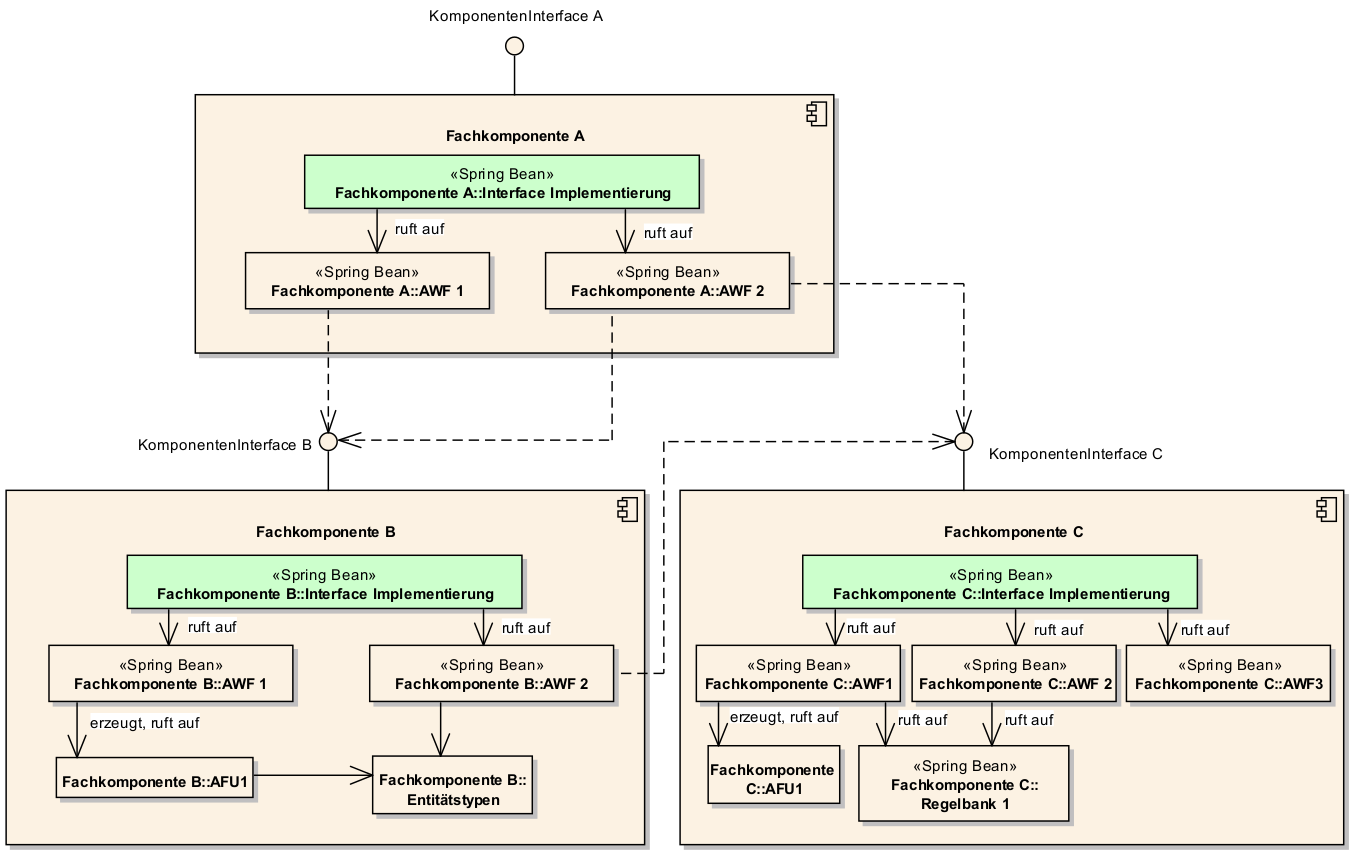 KomponentenInterface A
Fachkomponente A
«Spring Bean»
Fachkomponente A::Interface Implementierung
ruft auf
ruft auf
«Spring Bean»
Fachkomponente A::AWF 1
«Spring Bean»
Fachkomponente A::AWF 2
KomponentenInterface B
KomponentenInterface C
Fachkomponente B
«Spring Bean»
Fachkomponente B::Interface Implementierung
ruft auf
ruft auf
«Spring Bean»
Fachkomponente B::AWF 1
«Spring Bean»
Fachkomponente B::AWF 2
erzeugt, ruft auf
Fachkomponente B::AFU1
Fachkomponente B::
Entitätstypen
Fachkomponente C
«Spring Bean»
Fachkomponente C::Interface Implementierung
ruft auf
ruft auf
ruft auf
«Spring Bean»
Fachkomponente C::AWF1
«Spring Bean»
Fachkomponente C::AWF 2
«Spring Bean»
Fachkomponente C::AWF3
erzeugt, ruft auf
ruft auf
ruft auf
Fachkomponente
C::AFU1
«Spring Bean»
Fachkomponente C::
Regelbank 1